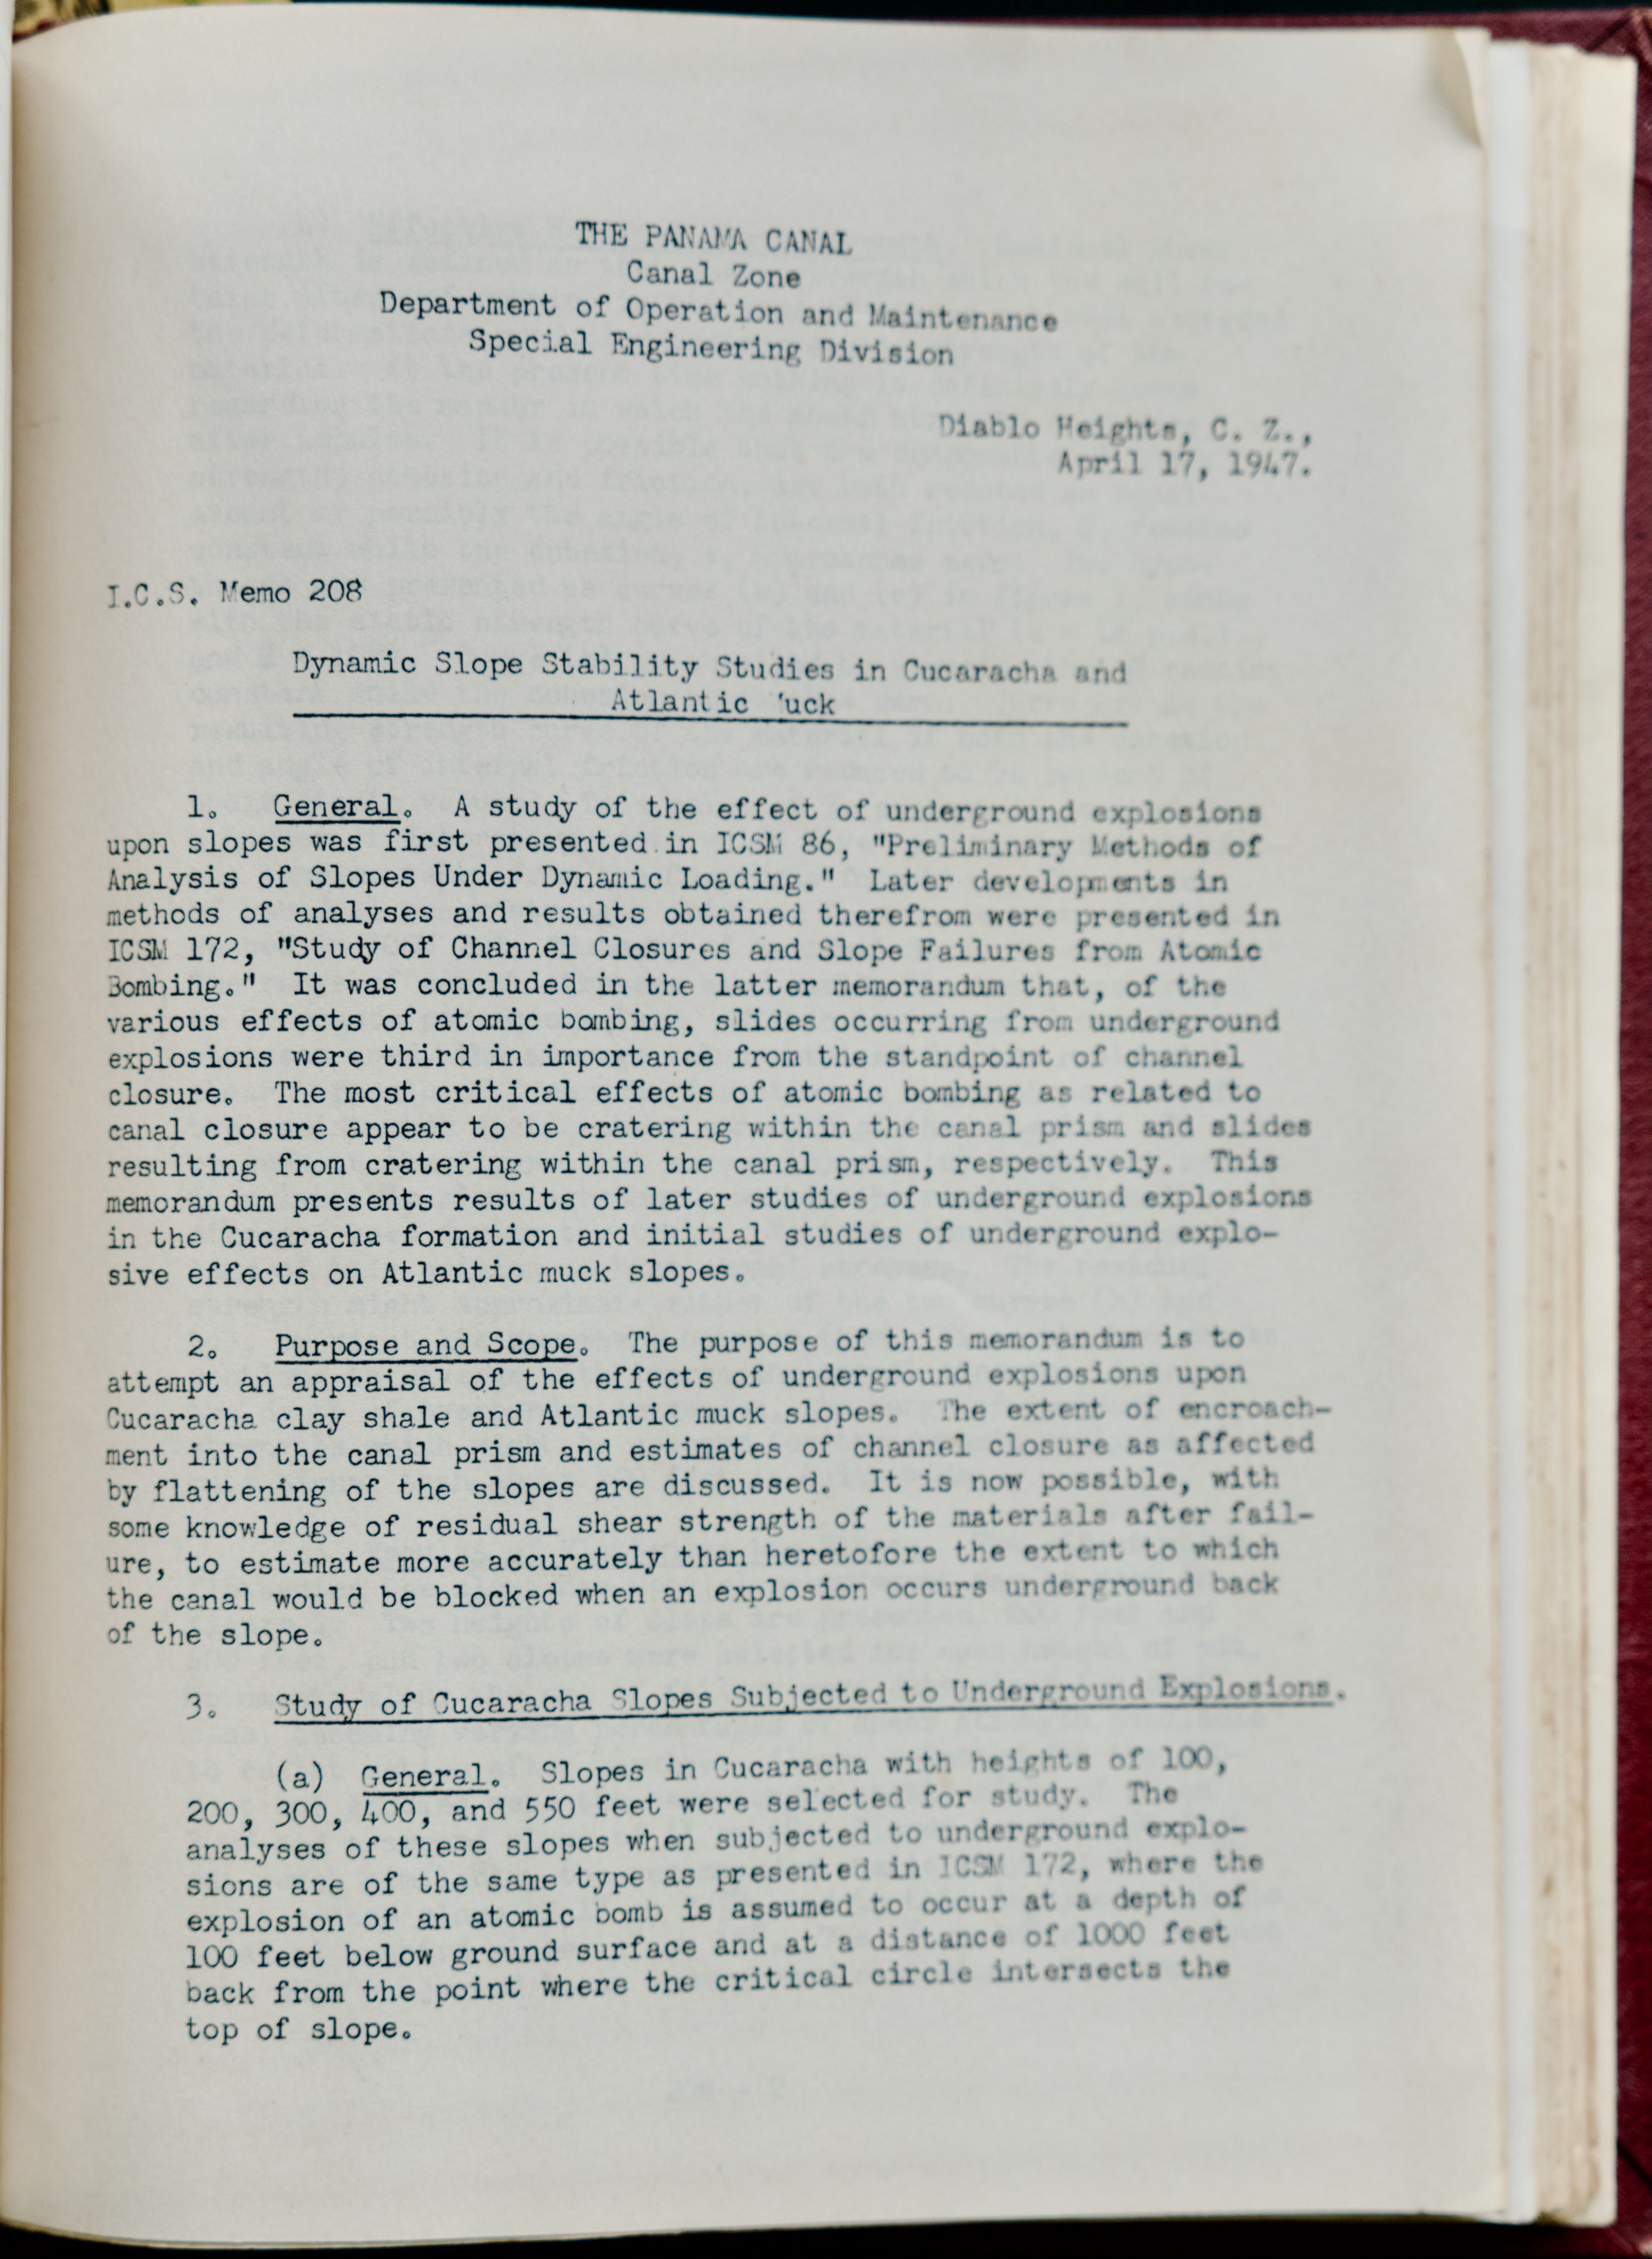 THE PANAMA CANAL
Canal Zone
Department of Operation and Maintenance
Special Engineering Division
Diablo Heights, C. Z.,
April 17, 1947.
I.C.S. Memo 208
Dynamic Slope Stability Studies in Cucaracha and
Atlantic 'uck
1. General. A study of the effect of underground explosions
upon slopes was first presented in ICSM 86, "Preliminary Methods of
Analysis of Slopes Under Dynamic Loading." Later developments in
methods of analyses and results obtained therefrom were presented in
ICSM 172, "Study of Channel Closures and Slope Failures from Atomic
Bombing." It was concluded in the latter memorandum that, of the
various effects of atomic bombing, slides occurring from underground
explosions were third in importance from the standpoint of channel
closure. The most critical effects of atomic bombing as related to
canal closure appear to be cratering within the canal prism and slides
resulting from cratering within the canal prism, respectively. This
memorandum presents results of later studies of underground explosions
in the Cucaracha formation and initial studies of underground explo-
sive effects on Atlantic muck slopes.
2. Purpose and Scope. The purpose of this memorandum is to
attempt an appraisal of the effects of underground explosions upon
Cucaracha clay shale and Atlantic muck slopes. The extent of encroach-
ment into the canal prism and estimates of channel closure as affected
by flattening of the slopes are discussed. It is now possible, with
some knowledge of residual shear strength of the materials after fail-
ure, to estimate more accurately than heretofore the extent to which
the canal would be blocked when an explosion occurs underground back
of the slope.
3. Study of Cucaracha Slopes Subjected to Underground Explosions.
(a) General. Slopes in Cucaracha with heights of 100,
200, 300, 400, and 550 feet were selected for study. The
analyses of these slopes when subjected to underground explo-
sions are of the same type as presented in ICSM 172, where the
explosion of an atomic bomb is assumed to occur at a depth of
100 feet below ground surface and at a distance of 1000 feet
back from the point where the critical circle intersects the
top of slope.